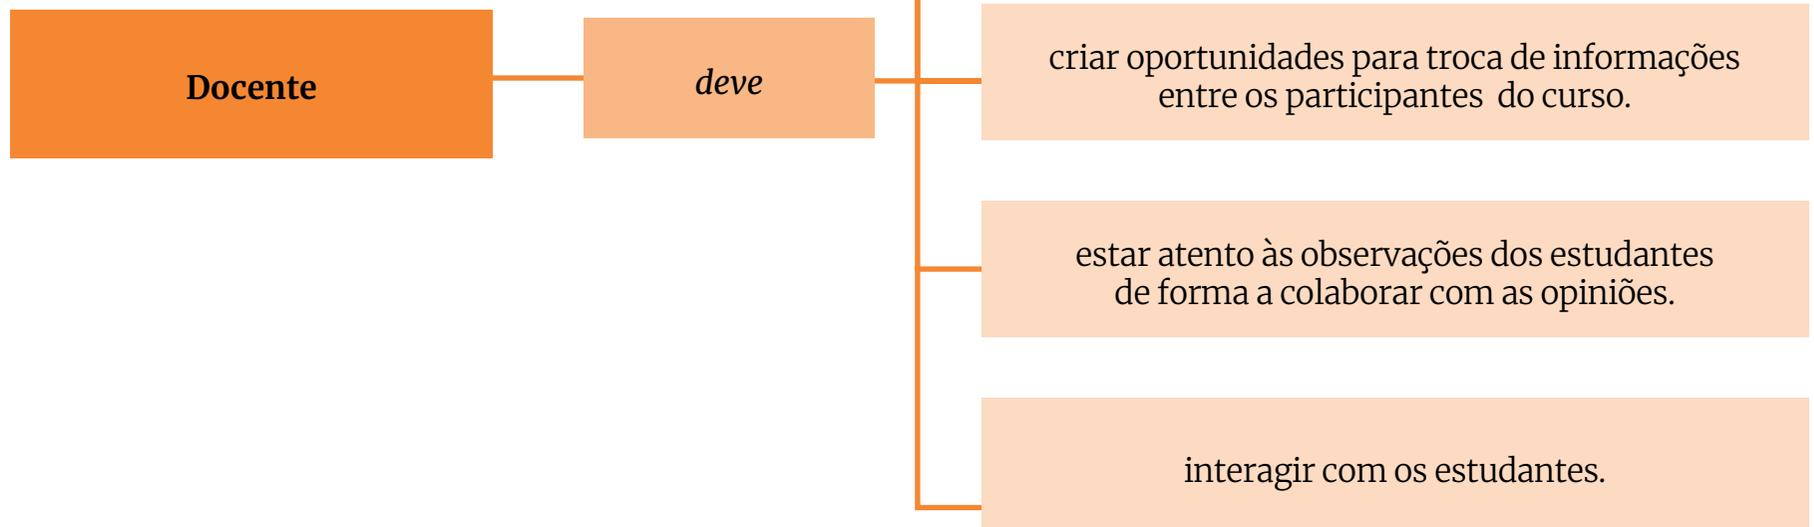 Docente
deve
criar oportunidades para troca de informações
entre os participantes do curso.
estar atento às observações dos estudantes
de forma a colaborar com as opiniões.
interagir com os estudantes.